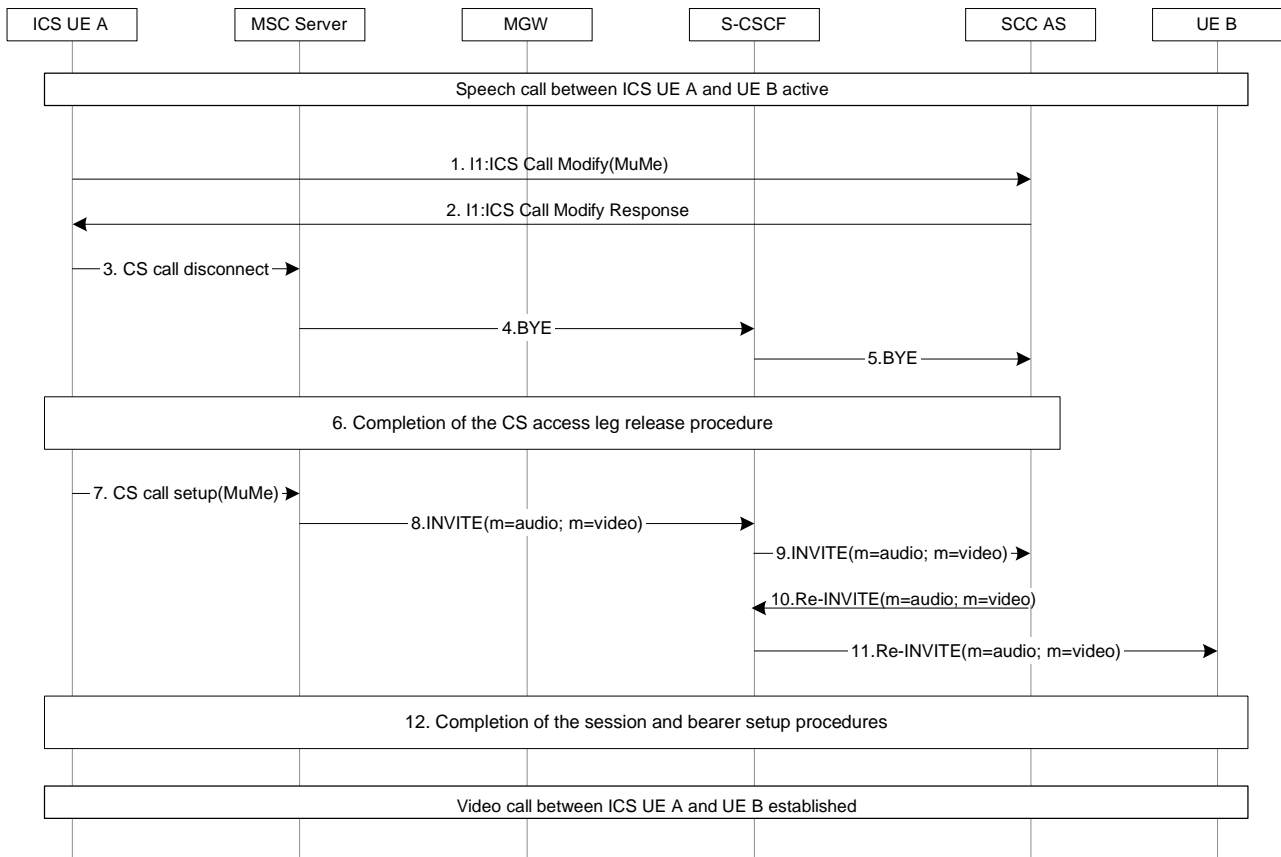 ICS UE A
MSC Server
MGW
S-CSCF
SCC AS
UE B
Speech call between ICS UE A and UE B active
1. I1:ICS Call Modify(MuMe)
2. I1:ICS Call Modify Response
3. CS call disconnect
4.BYE
5.BYE
6. Completion of the CS access leg release procedure
7. CS call setup(MuMe)
8.INVITE(m=audio; m=video)
9.INVITE(m=audio; m=video)
10.Re-INVITE(m=audio; m=video)
11.Re-INVITE(m=audio; m=video)
12. Completion of the session and bearer setup procedures
Video call between ICS UE A and UE B established